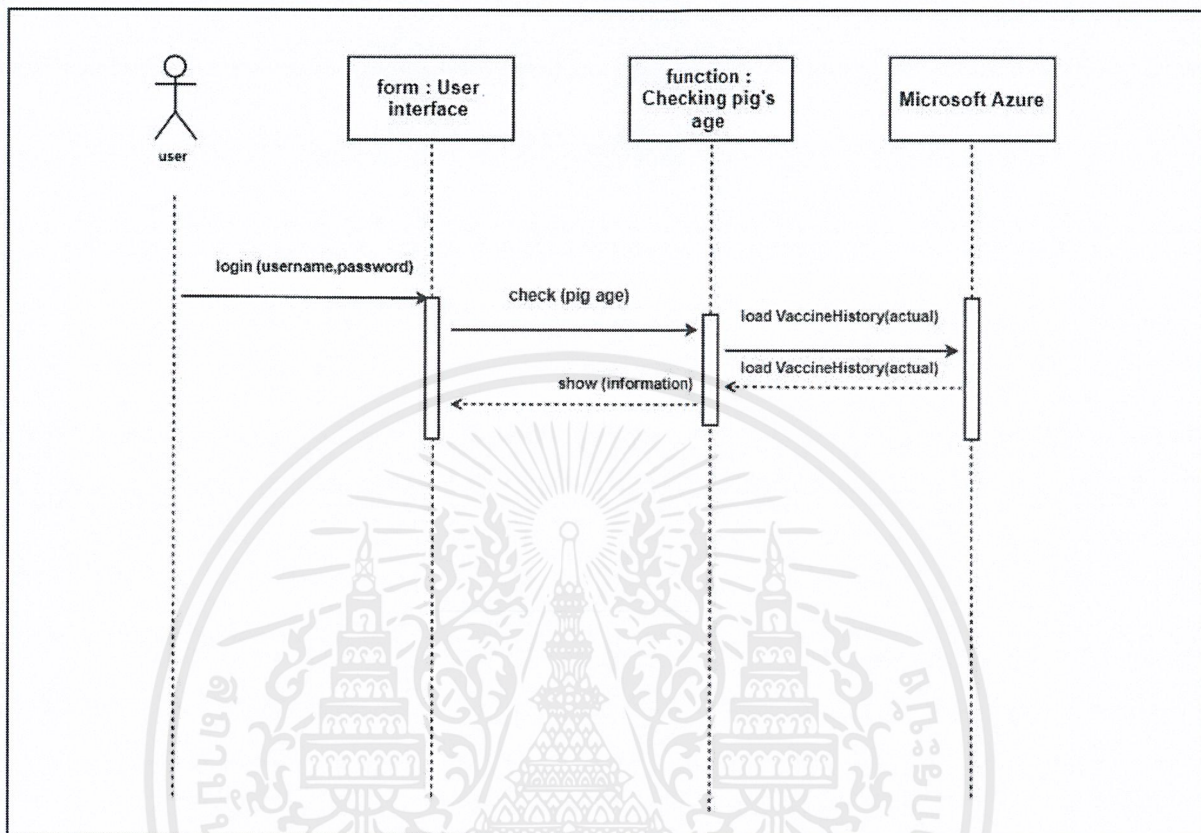 form : User
interface
function :
Checking pig's
age
Microsoft Azure
user
login (username,password)
check (pig age)
load VaccineHistory(actual)
load VaccineHistory(actual)
show (information)